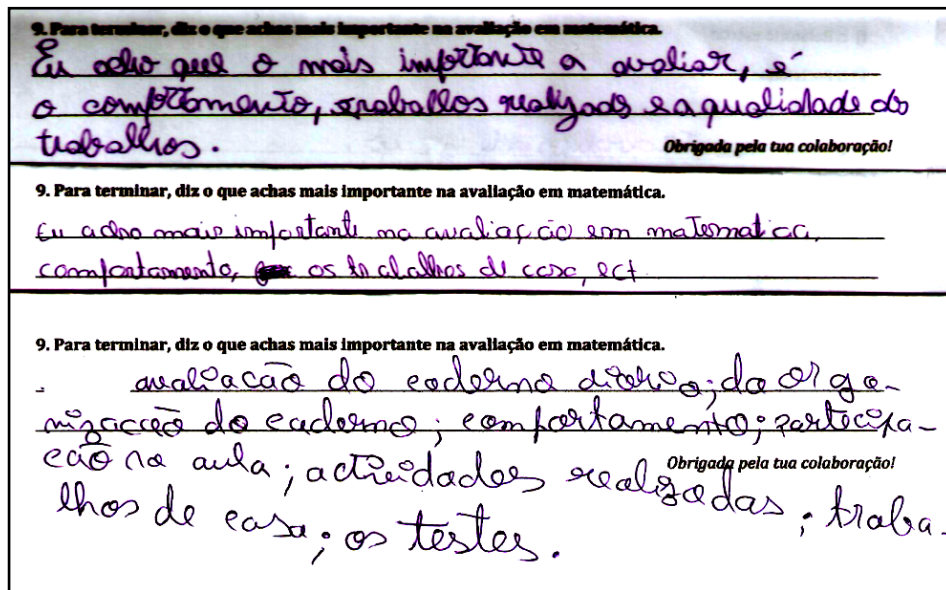 9. Para terminar, diz o que achas mais importante na avaliação em matemática.
Eu acho que o mais importante a avaliar, é
o comportamento, trabalhos realizados e a qualidade do
trabalhos.
Obrigada pela tua colaboração!
9. Para terminar, diz o que achas mais importante na avaliação em matemática.
Eu acho mais importante na avaliação em matematica,
comportamento, os trabalhos de casa, ect
9. Para terminar, diz o que achas mais importante na avaliação em matemática.
avaliacão do caderno diário; da orga-
nizaccão do caderno; comportamento; participa-
cão na aula; actividades realizadas; traba-
Obrigada pela tua colaboração!
lhos de casa; os testes.